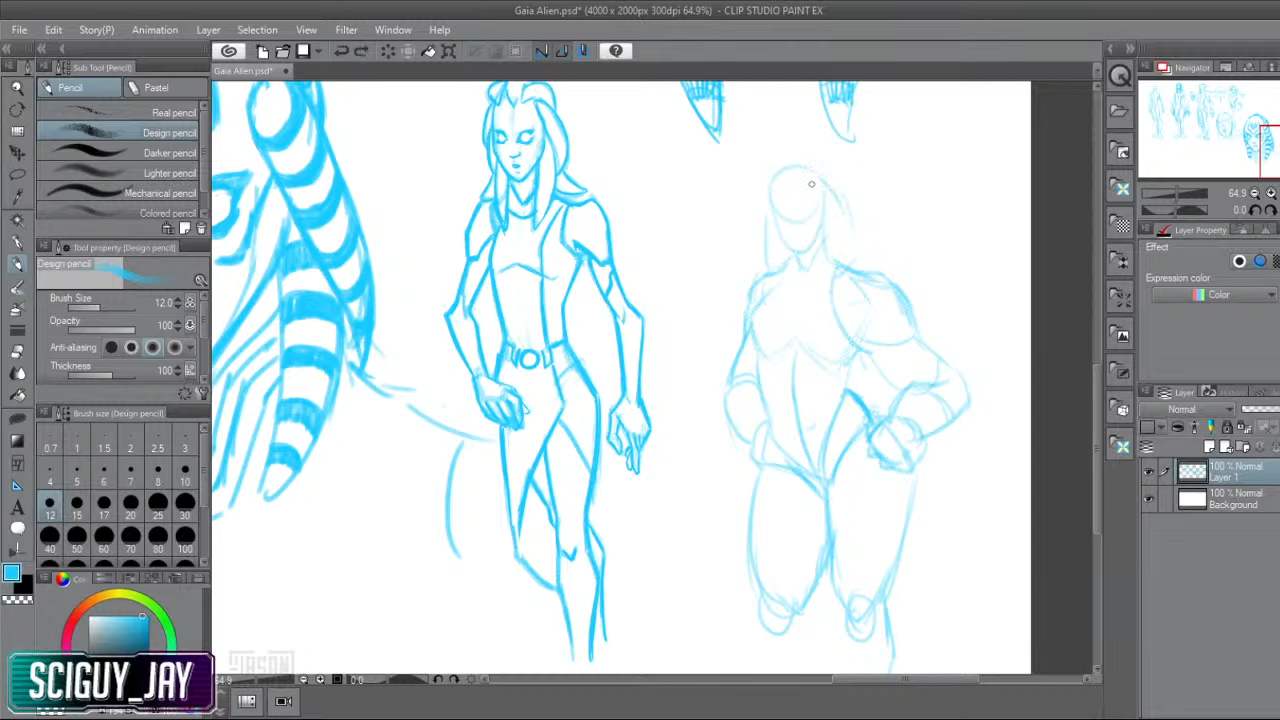 Gaia Alien.psd* (4000 x 2000px 300dpi 64.9%) - CLIP STUDIO PAINT EX
File Edit Story(P) Animation Layer Selection View Filter Window Help
Sub Tool [Pencil]
Gaia Alien.psd*
Navigator
Pencil Pastel
Real pencil
Design pencil
Darker pencil
Lighter pencil
Mechanical pencil
Colored pencil
64.9
0.0
Tool property [Design pencil]
Layer Property
Design pencil
Effect
Brush Size 12.0
Expression color
Opacity 100
Color
Anti-aliasing
Thickness 100
Layer
Brush size [Design pencil]
Normal
0.7 1 1.5 2 2.5 3
4 5 6 7 8 10
12 15 17 20 25 30
40 50 60 70 80 100
100 % Normal
Layer 1
100 % Normal
Background
SCIGUY_JAY
JASON
64.9 0.0